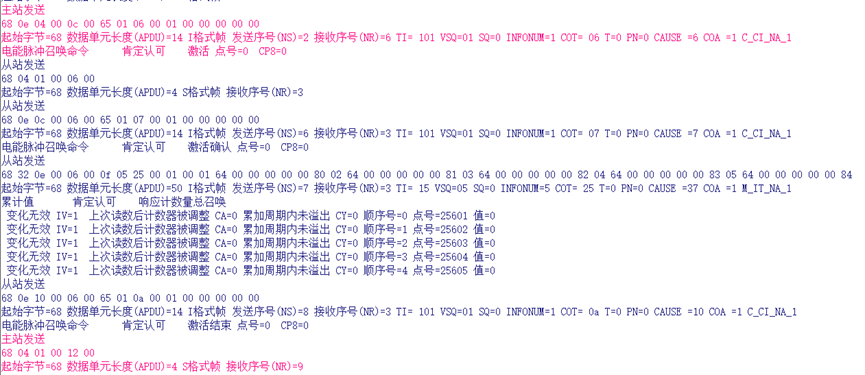 主站发送
68 0e 04 00 0c 00 65 01 06 00 01 00 00 00 00 00
起始字节=68 数据单元长度(APDU)=14 I格式帧 发送序号(NS)=2 接收序号(NR)=6 TI= 101 VSQ=01 SQ=0 INFONUM=1 COT= 06 T=0 PN=0 CAUSE =6 COA =1 C_CI_NA_1
电能脉冲召唤命令 肯定认可 激活 点号=0 CP8=0
从站发送
68 04 01 00 06 00
起始字节=68 数据单元长度(APDU)=4 S格式帧 接收序号(NR)=3
从站发送
68 0e 0c 00 06 00 65 01 07 00 01 00 00 00 00 00
起始字节=68 数据单元长度(APDU)=14 I格式帧 发送序号(NS)=6 接收序号(NR)=3 TI= 101 VSQ=01 SQ=0 INFONUM=1 COT= 07 T=0 PN=0 CAUSE =7 COA =1 C_CI_NA_1
电能脉冲召唤命令 肯定认可 激活确认 点号=0 CP8=0
从站发送
68 32 0e 00 06 00 0f 05 25 00 01 00 01 64 00 00 00 00 00 80 02 64 00 00 00 00 00 81 03 64 00 00 00 00 00 82 04 64 00 00 00 00 00 83 05 64 00 00 00 00 00 84
起始字节=68 数据单元长度(APDU)=50 I格式帧 发送序号(NS)=7 接收序号(NR)=3 TI= 15 VSQ=05 SQ=0 INFONUM=5 COT= 25 T=0 PN=0 CAUSE =37 COA =1 M_IT_NA_1
累计值 肯定认可 响应计数量总召唤
变化无效 IV=1 上次读数后计数器被调整 CA=0 累加周期内未溢出 CY=0 顺序号=0 点号=25601 值=0
变化无效 IV=1 上次读数后计数器被调整 CA=0 累加周期内未溢出 CY=0 顺序号=1 点号=25602 值=0
变化无效 IV=1 上次读数后计数器被调整 CA=0 累加周期内未溢出 CY=0 顺序号=2 点号=25603 值=0
变化无效 IV=1 上次读数后计数器被调整 CA=0 累加周期内未溢出 CY=0 顺序号=3 点号=25604 值=0
变化无效 IV=1 上次读数后计数器被调整 CA=0 累加周期内未溢出 CY=0 顺序号=4 点号=25605 值=0
从站发送
68 0e 10 00 06 00 65 01 0a 00 01 00 00 00 00 00
起始字节=68 数据单元长度(APDU)=14 I格式帧 发送序号(NS)=8 接收序号(NR)=3 TI= 101 VSQ=01 SQ=0 INFONUM=1 COT= 0a T=0 PN=0 CAUSE =10 COA =1 C_CI_NA_1
电能脉冲召唤命令 肯定认可 激活结束 点号=0 CP8=0
主站发送
68 04 01 00 12 00
起始字节=68 数据单元长度(APDU)=4 S格式帧 接收序号(NR)=9